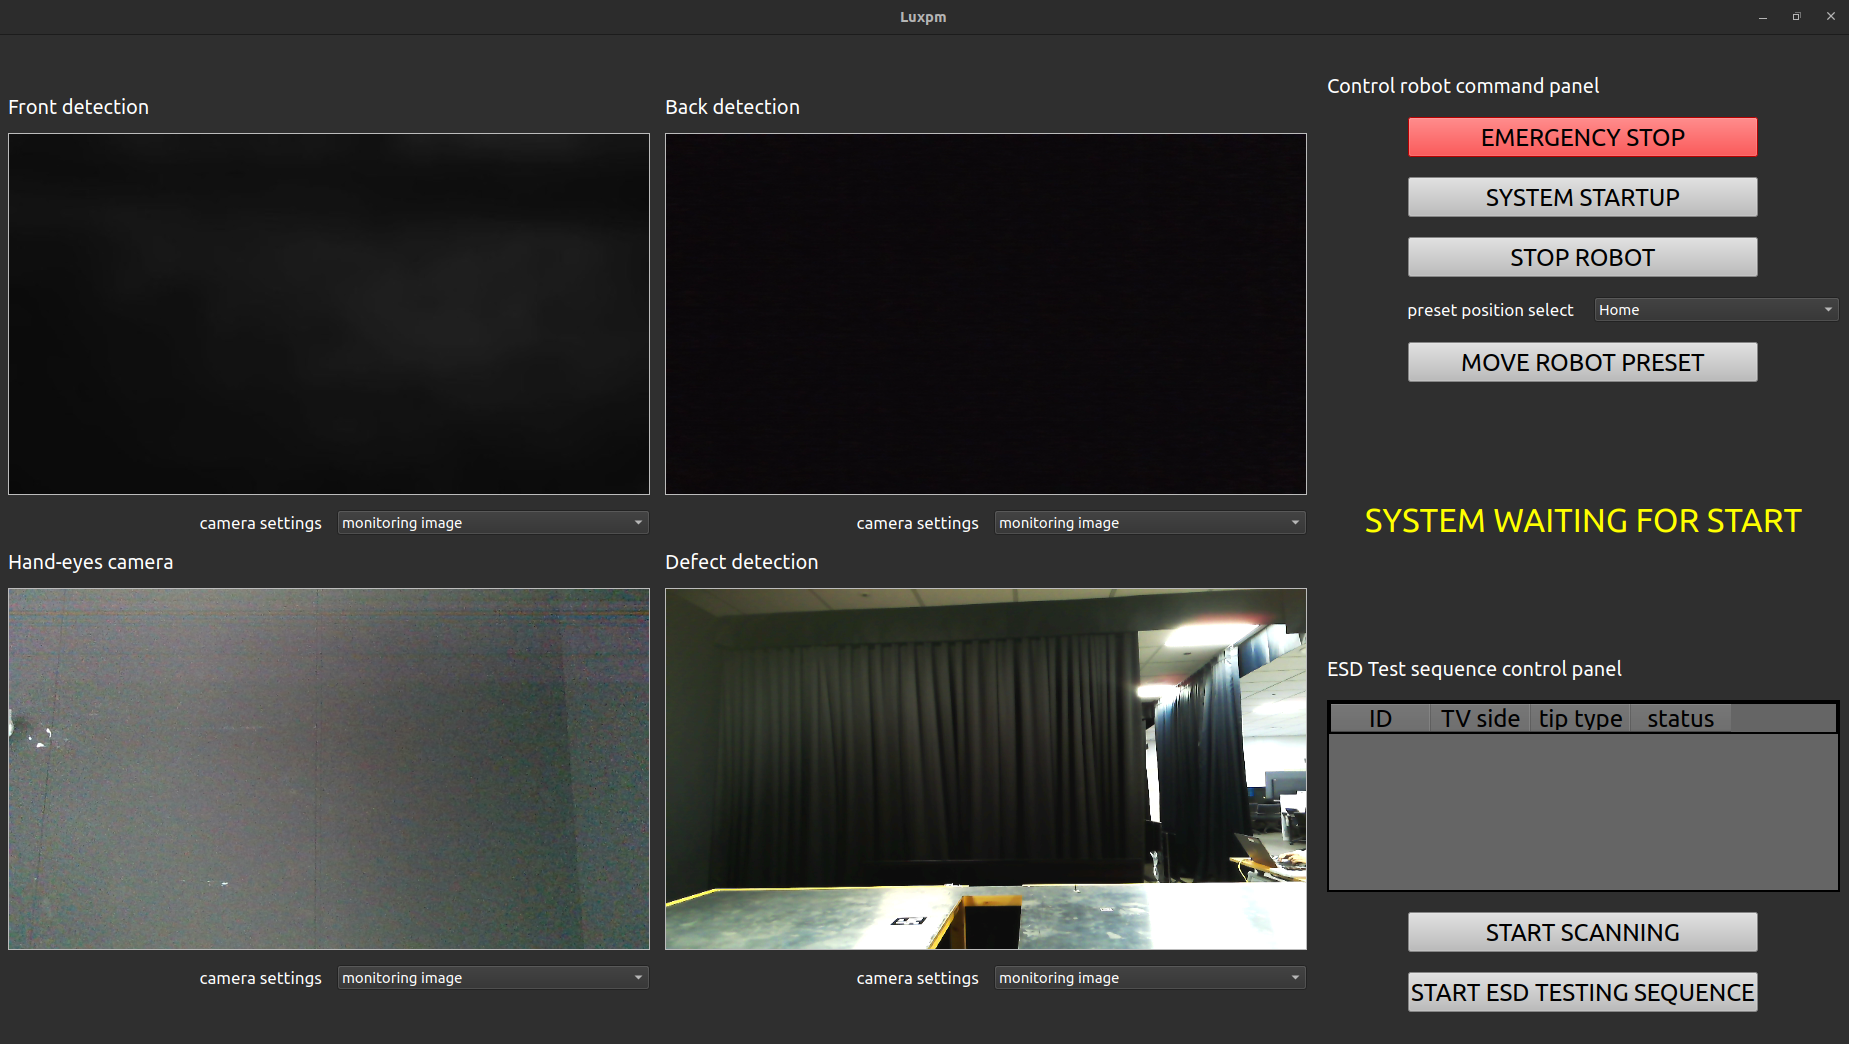 Luxpm
Front detection
camera settings
monitoring image
Back detection
camera settings
monitoring image
Hand-eyes camera
camera settings
monitoring image
Defect detection
camera settings
monitoring image
Control robot command panel
EMERGENCY STOP
SYSTEM STARTUP
STOP ROBOT
preset position select
Home
MOVE ROBOT PRESET
SYSTEM WAITING FOR START
ESD Test sequence control panel
ID TV side tip type status
START SCANNING
START ESD TESTING SEQUENCE